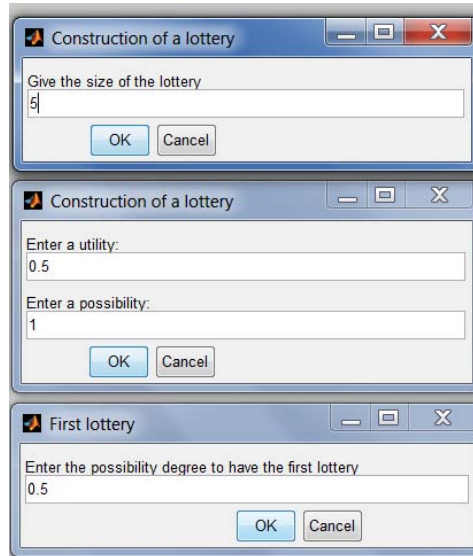 Construction of a lottery
Give the size of the lottery
5
OK Cancel
Construction of a lottery
Enter a utility:
0.5
Enter a possibility:
1
OK Cancel
First lottery
Enter the possibility degree to have the first lottery
0.5
OK Cancel